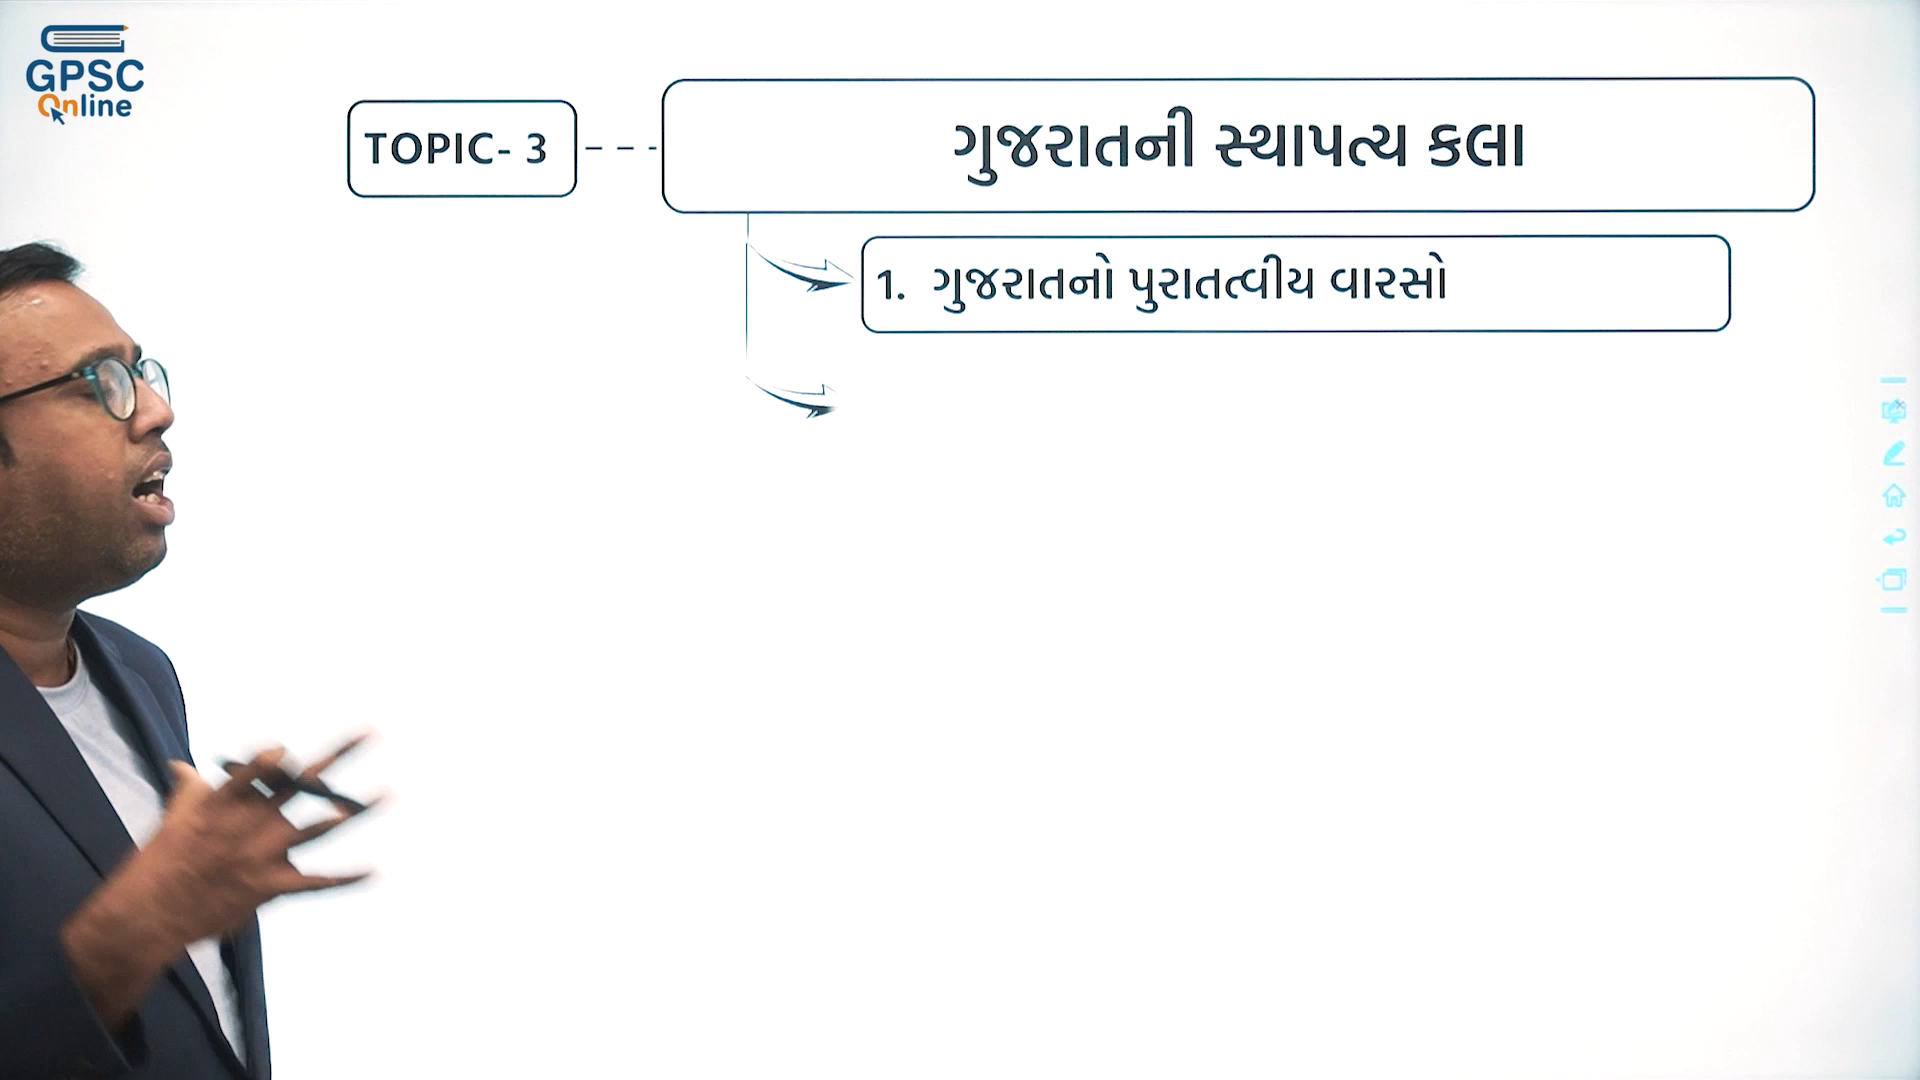 GPSC
Online
TOPIC- 3
ગુજરાતની સ્થાપત્ય કલા
1. ગુજરાતનો પુરાતત્વીય વારસો